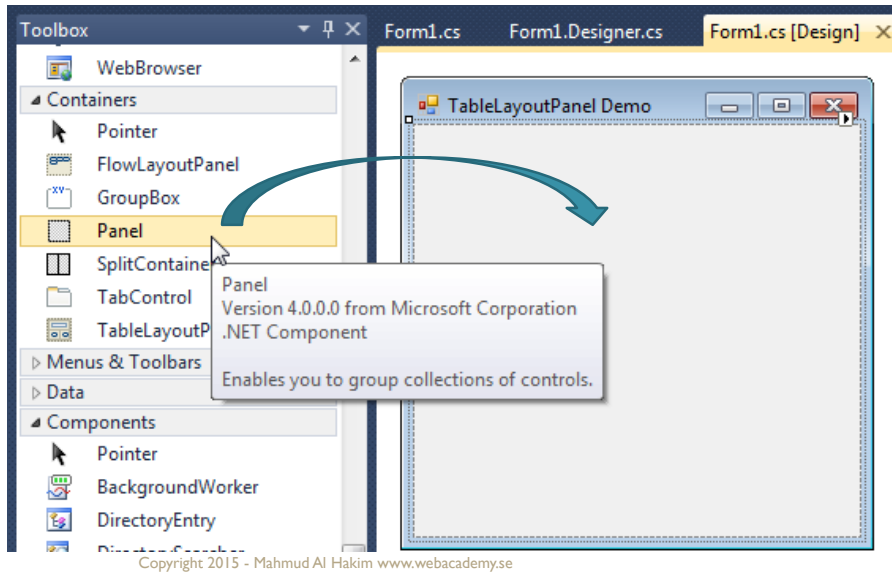 Toolbox
WebBrowser
Containers
Pointer
FlowLayoutPanel
GroupBox
Panel
SplitContaine
TabControl
TableLayoutP
Menus & Toolbars
Data
Components
Pointer
BackgroundWorker
DirectoryEntry
Form1.cs Form1.Designer.cs Form1.cs [Design]
TableLayoutPanel Demo
Panel
Version 4.0.0.0 from Microsoft Corporation
.NET Component
Enables you to group collections of controls.
Copyright 2015 - Mahmud Al Hakim www.webacademy.se